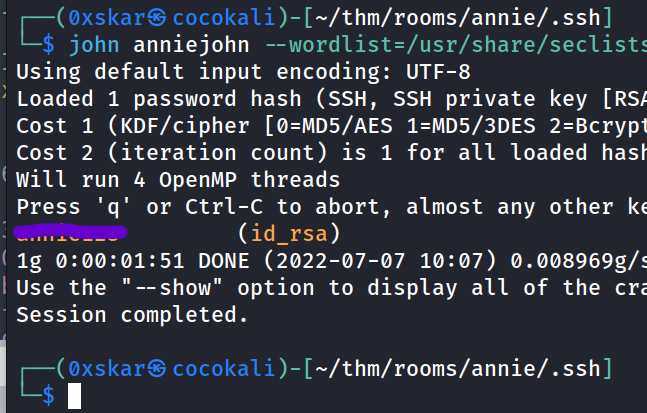 ┌──(0xskar㉿cocokali)-[~/thm/rooms/annie/.ssh]
└─$ john anniejohn --wordlist=/usr/share/seclists
Using default input encoding: UTF-8
Loaded 1 password hash (SSH, SSH private key [RSA
Cost 1 (KDF/cipher [0=MD5/AES 1=MD5/3DES 2=Bcrypt
Cost 2 (iteration count) is 1 for all loaded hash
Will run 4 OpenMP threads
Press 'q' or Ctrl-C to abort, almost any other ke
(id_rsa)
1g 0:00:01:51 DONE (2022-07-07 10:07) 0.008969g/s
Use the "--show" option to display all of the cra
Session completed.
┌──(0xskar㉿cocokali)-[~/thm/rooms/annie/.ssh]
└─$